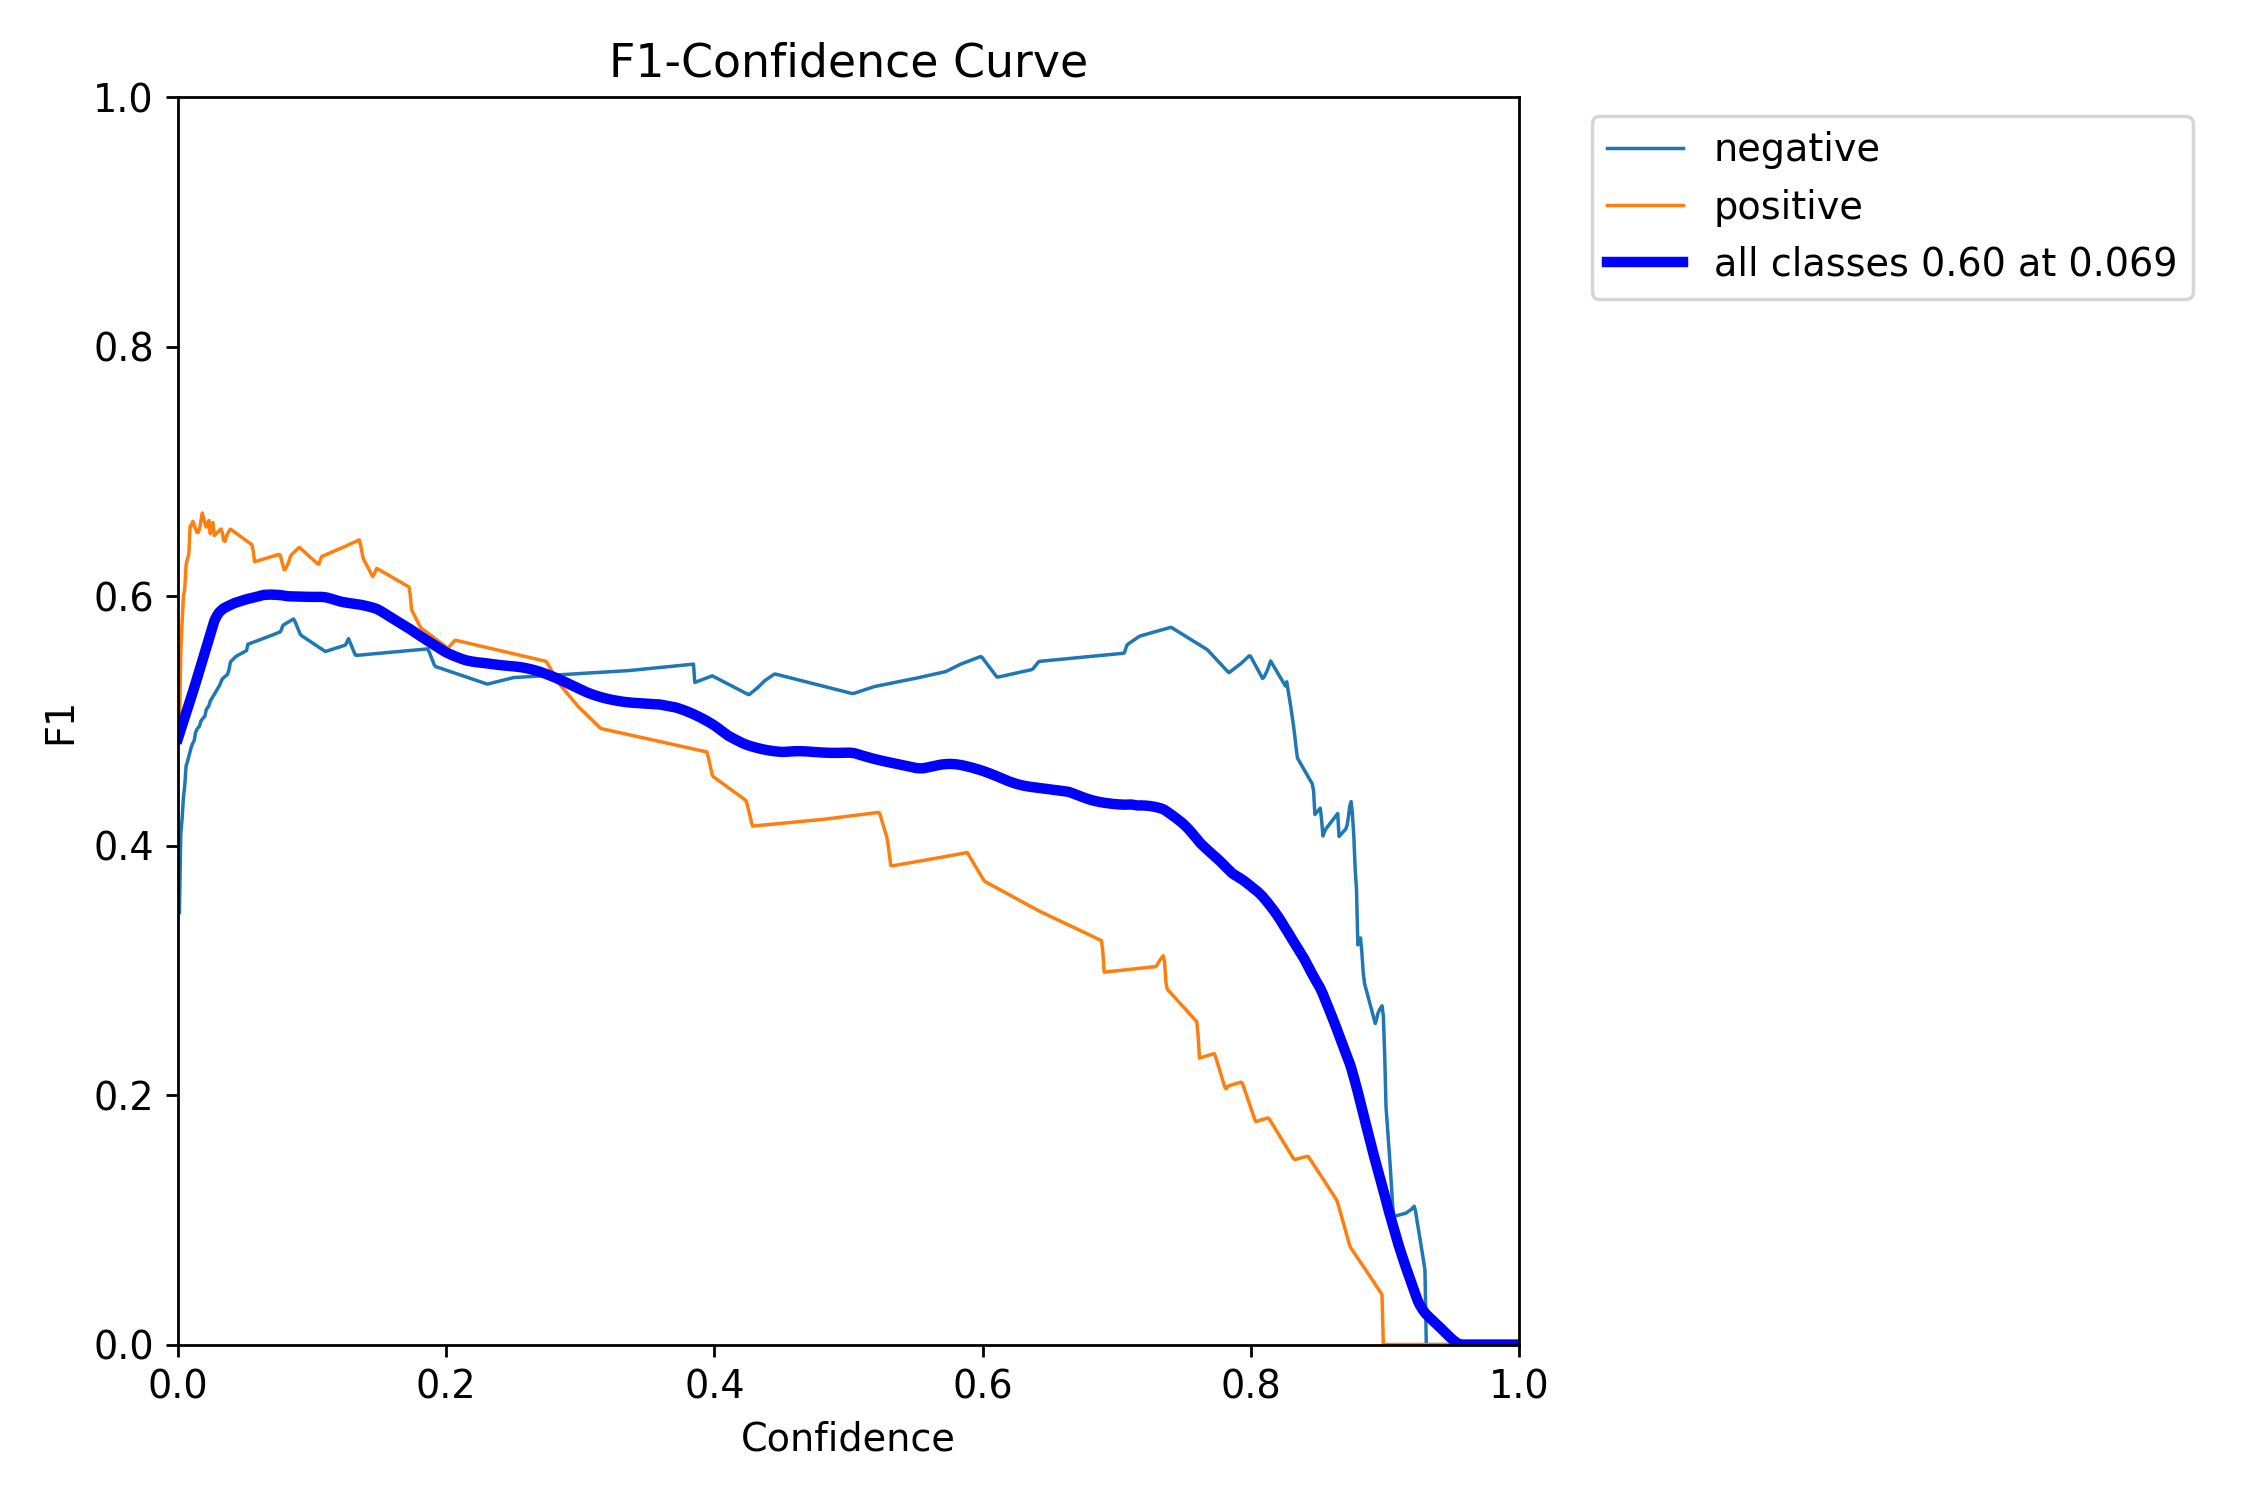 F1-Confidence Curve
1.0
0.8
0.6
0.4
0.2
0.0
F1
0.0 0.2 0.4 0.6 0.8 1.0
Confidence
negative
positive
all classes 0.60 at 0.069